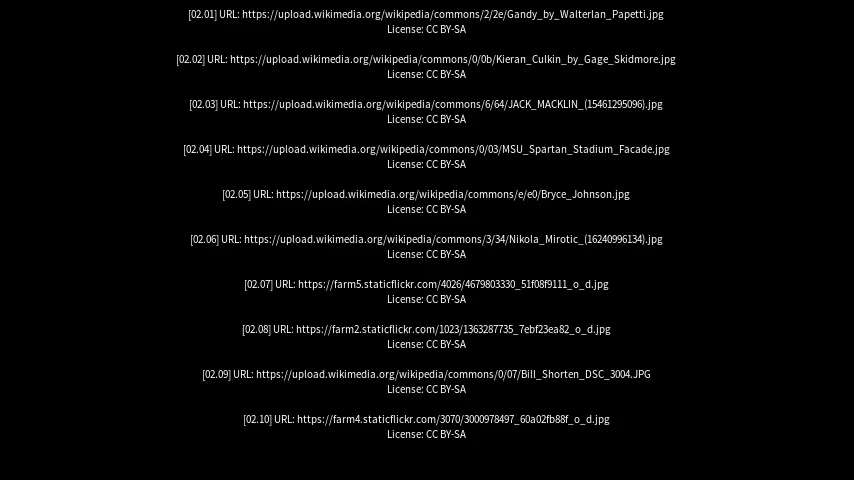 [02.01] URL: https://upload.wikimedia.org/wikipedia/commons/2/2e/Gandy_by_Walterlan_Papetti.jpg
License: CC BY-SA
[02.02] URL: https://upload.wikimedia.org/wikipedia/commons/0/0b/Kieran_Culkin_by_Gage_Skidmore.jpg
License: CC BY-SA
[02.03] URL: https://upload.wikimedia.org/wikipedia/commons/6/64/JACK_MACKLIN_(15461295096).jpg
License: CC BY-SA
[02.04] URL: https://upload.wikimedia.org/wikipedia/commons/0/03/MSU_Spartan_Stadium_Facade.jpg
License: CC BY-SA
[02.05] URL: https://upload.wikimedia.org/wikipedia/commons/e/e0/Bryce_Johnson.jpg
License: CC BY-SA
[02.06] URL: https://upload.wikimedia.org/wikipedia/commons/3/34/Nikola_Mirotic_(16240996134).jpg
License: CC BY-SA
[02.07] URL: https://farm5.staticflickr.com/4026/4679803330_51f08f9111_o_d.jpg
License: CC BY-SA
[02.08] URL: https://farm2.staticflickr.com/1023/1363287735_7ebf23ea82_o_d.jpg
License: CC BY-SA
[02.09] URL: https://upload.wikimedia.org/wikipedia/commons/0/07/Bill_Shorten_DSC_3004.JPG
License: CC BY-SA
[02.10] URL: https://farm4.staticflickr.com/3070/3000978497_60a02fb88f_o_d.jpg
License: CC BY-SA